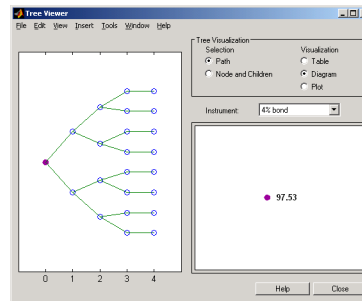 Tree Viewer
File Edit View Insert Tools Window Help
Tree Visualization
Selection
Visualization
Path
Table
Node and Children
Diagram
Plot
Instrument:
4% bond
97.53
0 1 2 3 4
Help
Close